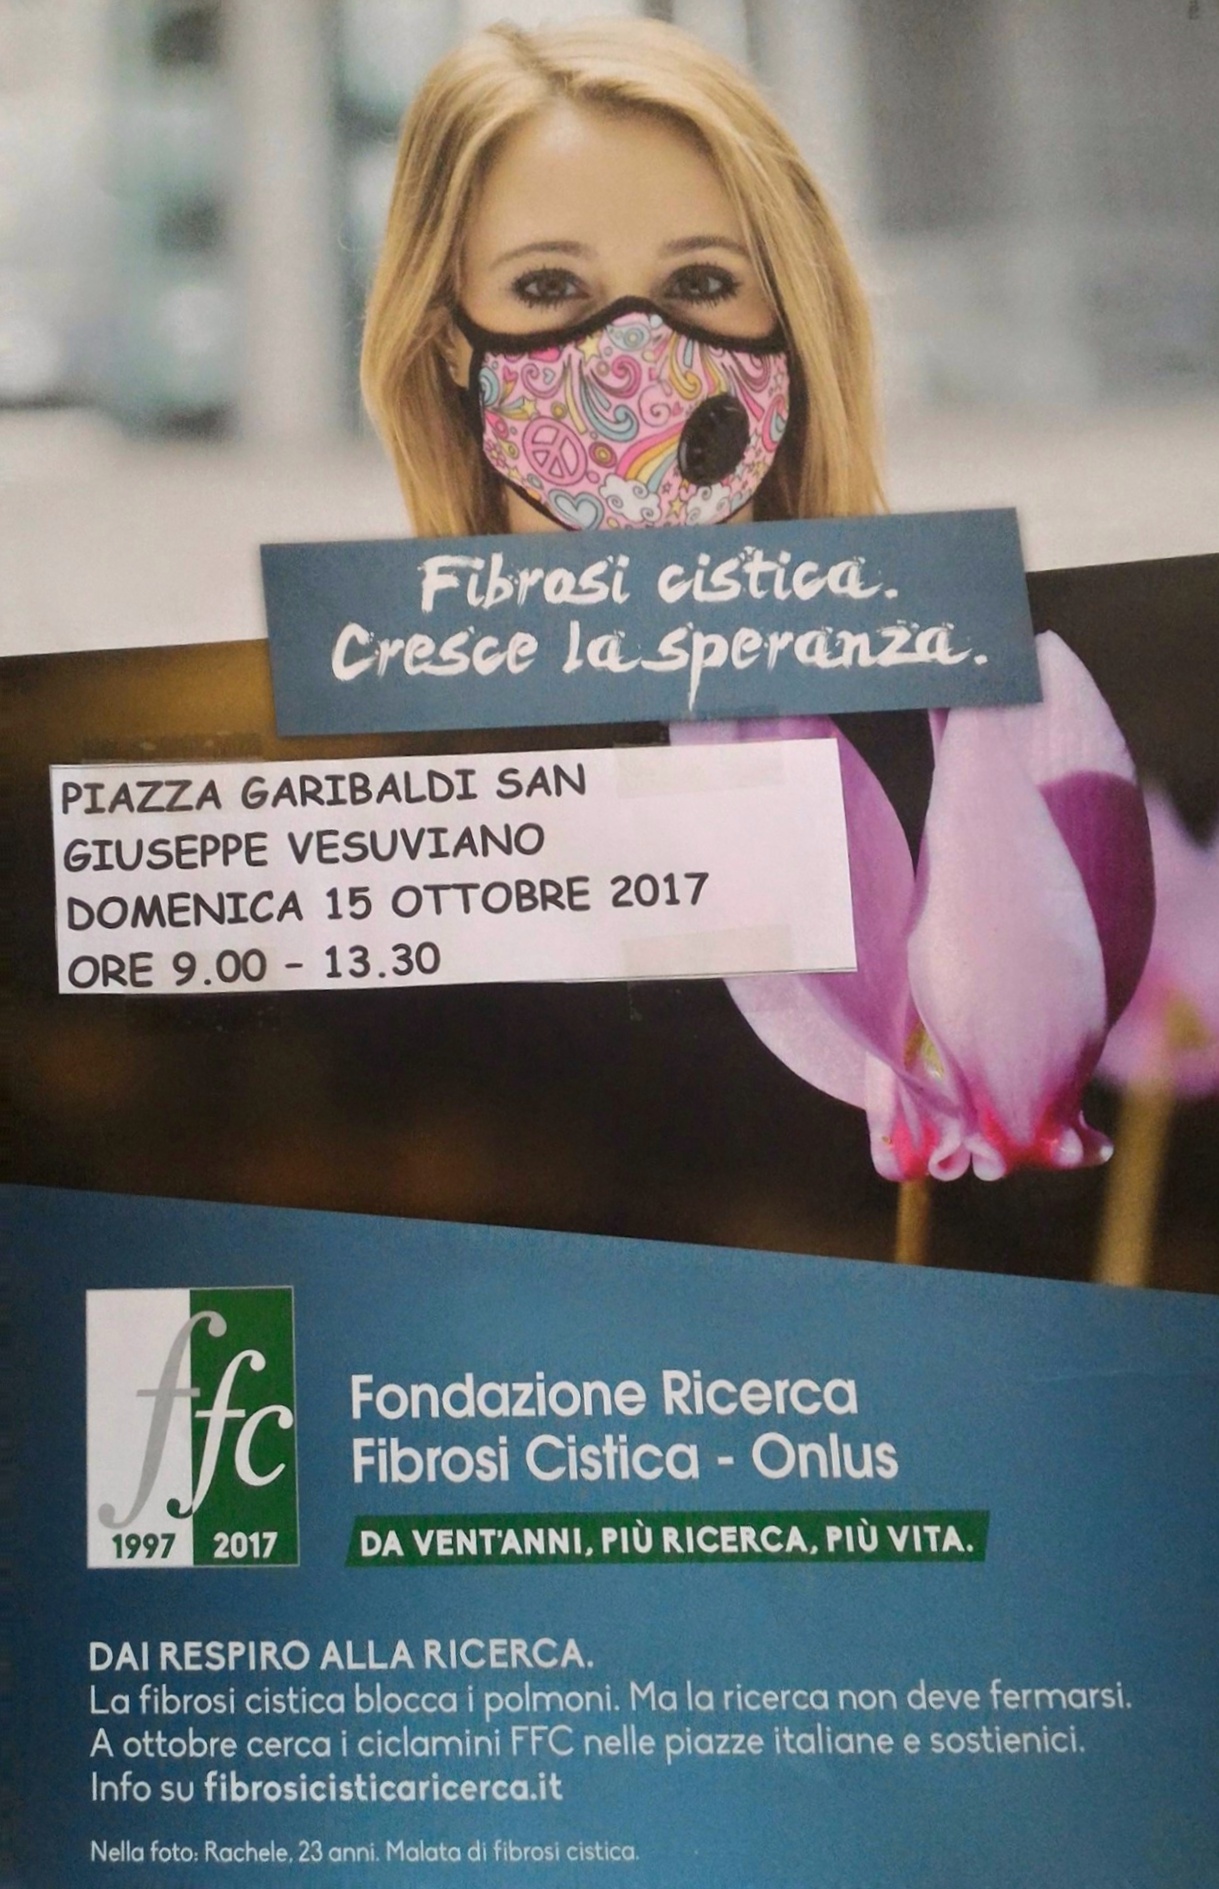 Fibrosi cistica.
Cresce la speranza.
PIAZZA GARIBALDI SAN
GIUSEPPE VESUVIANO
DOMENICA 15 OTTOBRE 2017
ORE 9.00 - 13.30
ffc
1997 2017
Fondazione Ricerca
Fibrosi Cistica - Onlus
DA VENT'ANNI, PIÙ RICERCA, PIÙ VITA.
DAI RESPIRO ALLA RICERCA.
La fibrosi cistica blocca i polmoni. Ma la ricerca non deve fermarsi.
A ottobre cerca i ciclamini FFC nelle piazze italiane e sostienici.
Info su fibrosicisticaricerca.it
Nella foto: Rachele, 23 anni. Malata di fibrosi cistica.